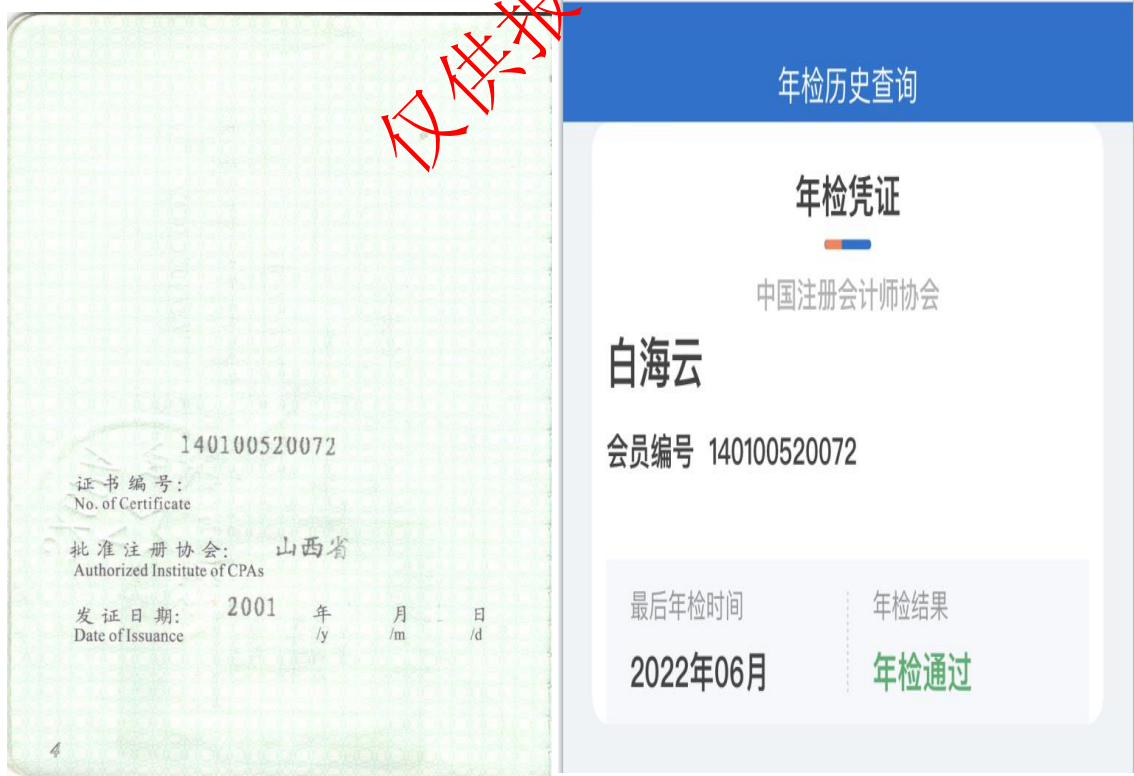 仅供报
140100520072
证书编号:
No. of Certificate
批准注册协会: 山西省
Authorized Institute of CPAs
发证日期: 2001 年 月 日
Date of Issuance /y /m /d
4
年检历史查询
年检凭证
中国注册会计师协会
白海云
会员编号 140100520072
最后年检时间 年检结果
2022年06月 年检通过